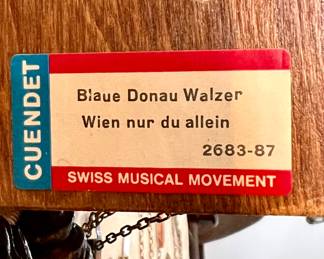 CUENDET
Blaue Donau Walzer
Wien nur du allein
2683-87
SWISS MUSICAL MOVEMENT